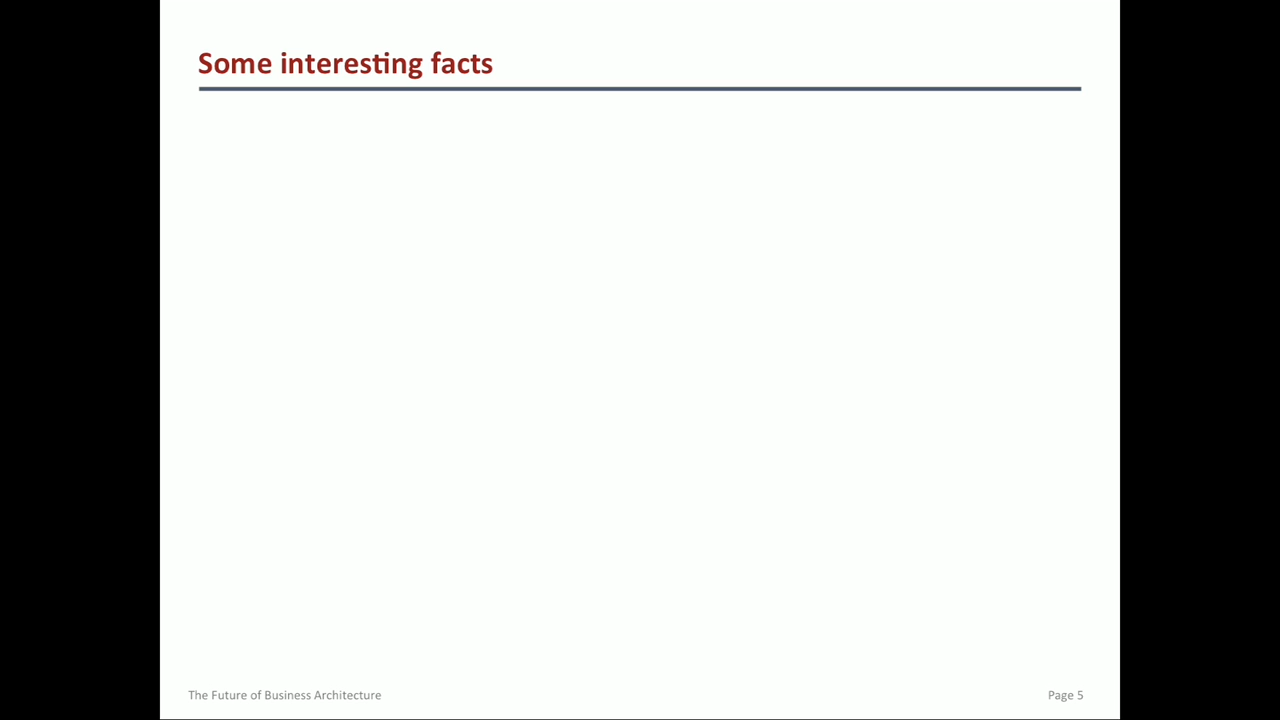 Some interesting facts
The Future of Business Architecture
Page 5